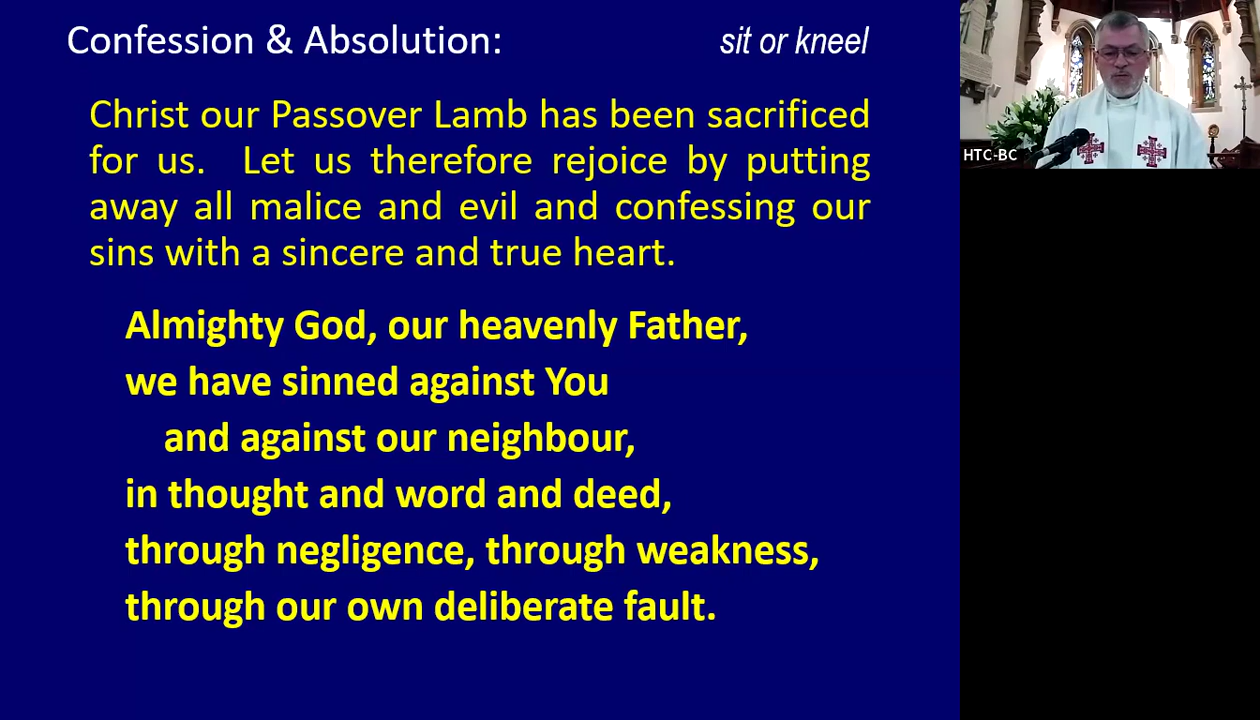 Confession & Absolution: sit or kneel
Christ our Passover Lamb has been sacrificed
for us. Let us therefore rejoice by putting
away all malice and evil and confessing our
sins with a sincere and true heart.
Almighty God, our heavenly Father,
we have sinned against You
and against our neighbour,
in thought and word and deed,
through negligence, through weakness,
through our own deliberate fault.
HTC-BC